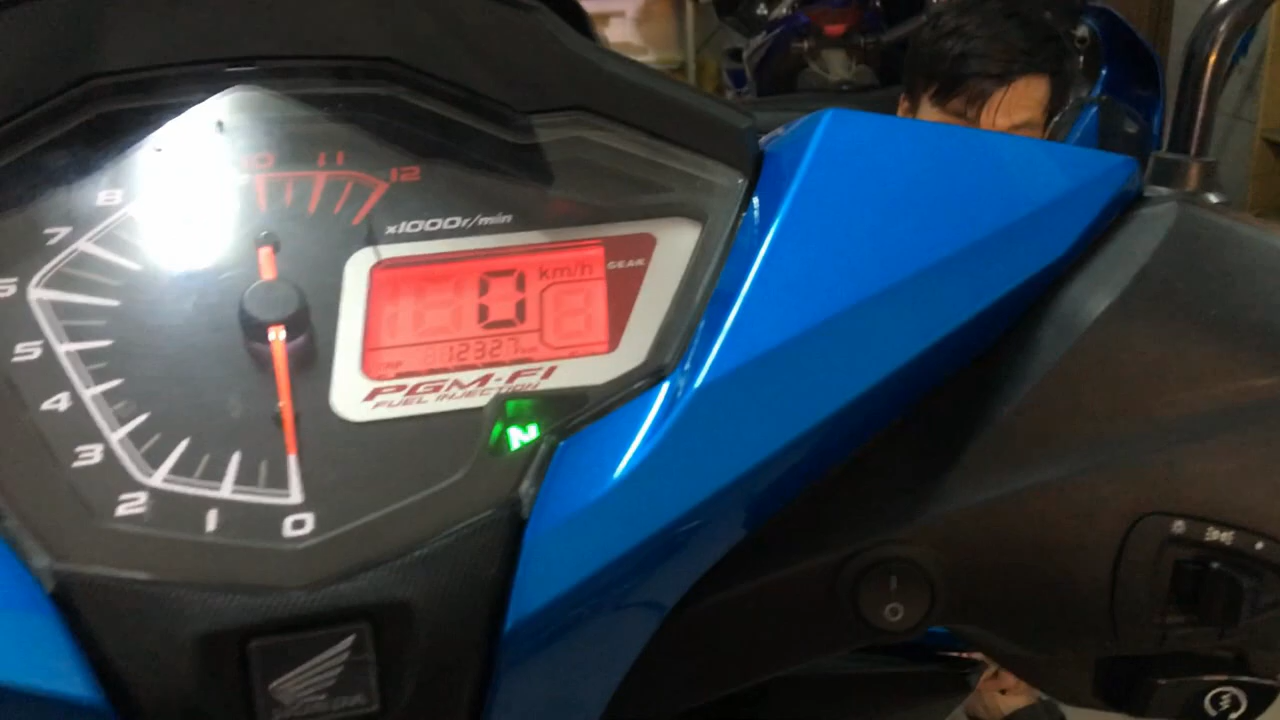 10 11 12
8
7
6
5
4
3
2
1
0
x1000r/min
0 km/h
GEAR
12327
PGM-FI
FUEL INJECTION
N
HONDA